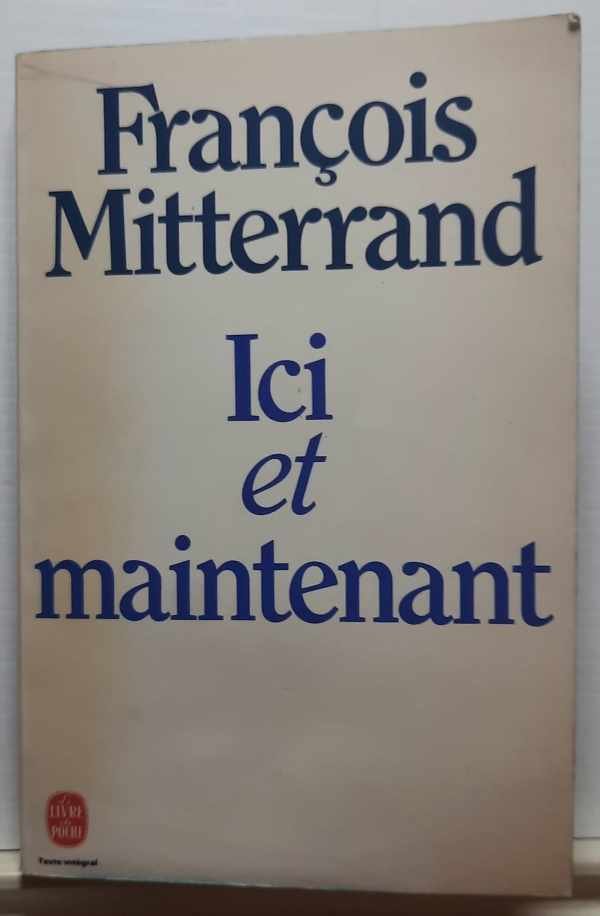 François
Mitterrand
Ici
et
maintenant
Le
LIVRE
de
POCHE
Texte intégral